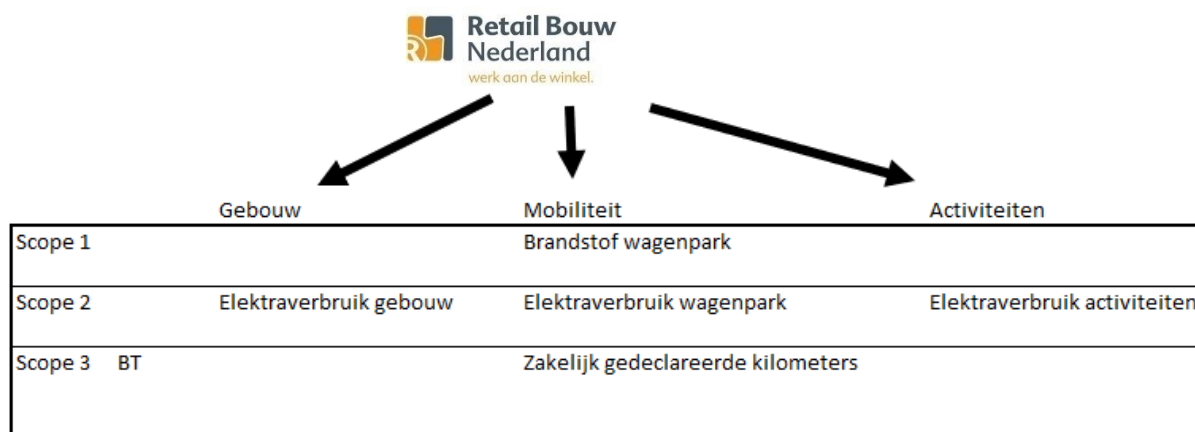 Retail Bouw
Nederland
werk aan de winkel.
Gebouw Mobiliteit Activiteiten
Scope 1 Brandstof wagenpark
Scope 2 Elektraverbruik gebouw Elektraverbruik wagenpark Elektraverbruik activiteiten
Scope 3 BT Zakelijk gedeclareerde kilometers